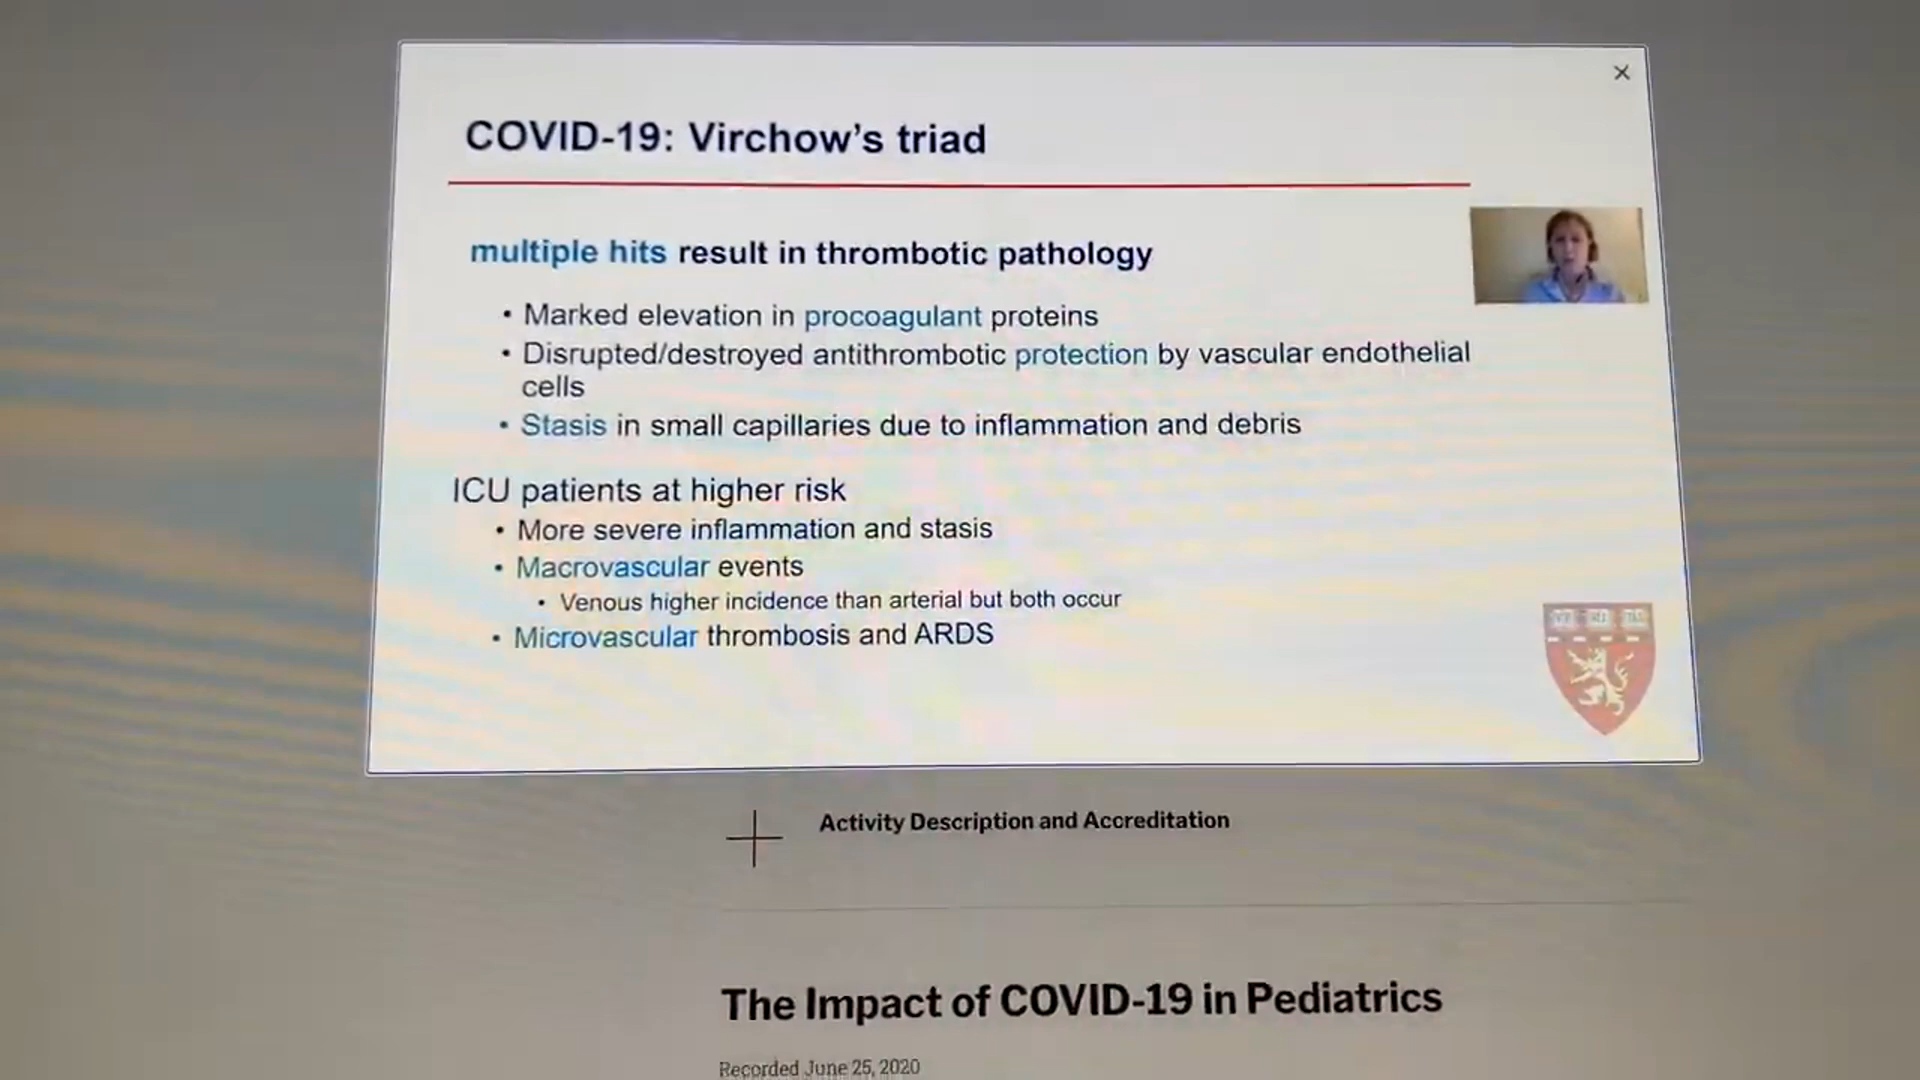 COVID-19: Virchow's triad
multiple hits result in thrombotic pathology
• Marked elevation in procoagulant proteins
• Disrupted/destroyed antithrombotic protection by vascular endothelial
cells
• Stasis in small capillaries due to inflammation and debris
ICU patients at higher risk
• More severe inflammation and stasis
• Macrovascular events
• Venous higher incidence than arterial but both occur
• Microvascular thrombosis and ARDS
Activity Description and Accreditation
The Impact of COVID-19 in Pediatrics
Recorded June 25, 2020